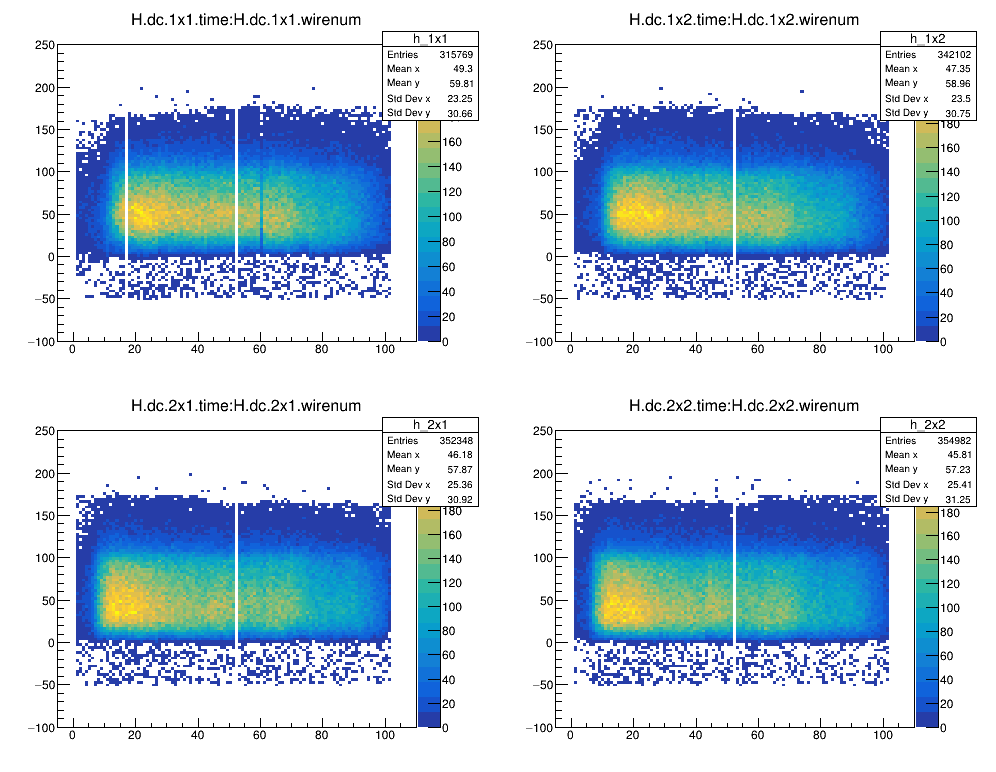 H.dc.1x1.time:H.dc.1x1.wirenum
h_1x1
Entries 315769
Mean x 49.3
Mean y 59.81
Std Dev x 23.25
Std Dev y 30.66
250
200
150
100
50
0
−50
−100
0 20 40 60 80 100
180
160
140
120
100
80
60
40
20
0
H.dc.1x2.time:H.dc.1x2.wirenum
h_1x2
Entries 342102
Mean x 47.35
Mean y 58.96
Std Dev x 23.5
Std Dev y 30.75
250
200
150
100
50
0
−50
−100
0 20 40 60 80 100
180
160
140
120
100
80
60
40
20
0
H.dc.2x1.time:H.dc.2x1.wirenum
h_2x1
Entries 352348
Mean x 46.18
Mean y 57.87
Std Dev x 25.36
Std Dev y 30.92
250
200
150
100
50
0
−50
−100
0 20 40 60 80 100
180
160
140
120
100
80
60
40
20
0
H.dc.2x2.time:H.dc.2x2.wirenum
h_2x2
Entries 354982
Mean x 45.81
Mean y 57.23
Std Dev x 25.41
Std Dev y 31.25
250
200
150
100
50
0
−50
−100
0 20 40 60 80 100
180
160
140
120
100
80
60
40
20
0